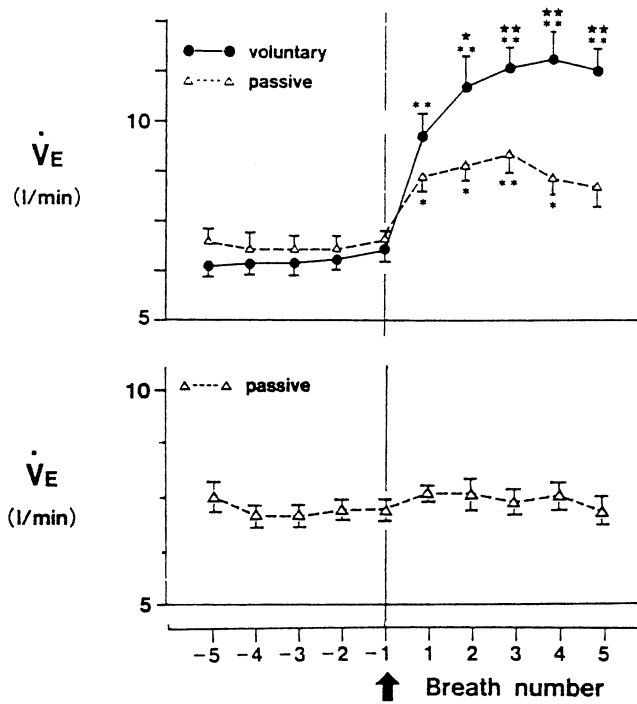 voluntary
passive
10
V̇E
(l/min)
5
★ ★★ ★★ ★★
** ** ** ** **
* * ** *
passive
10
V̇E
(l/min)
5
−5 −4 −3 −2 −1 1 2 3 4 5
Breath number